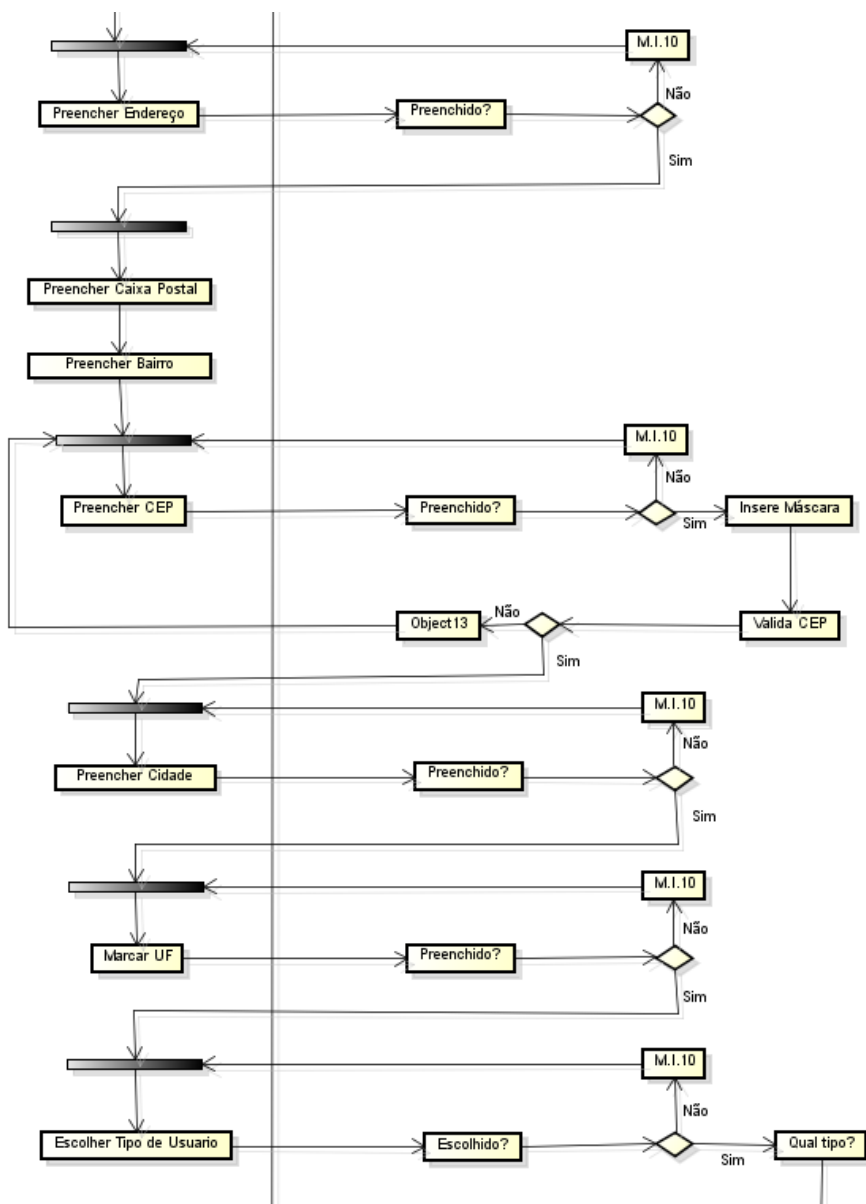 M.I.10
Não
Preencher Endereço
Preenchido?
Sim
Preencher Caixa Postal
Preencher Bairro
M.I.10
Não
Preencher CEP
Preenchido?
Sim
Insere Máscara
Object13
Não
Valida CEP
Sim
M.I.10
Não
Preencher Cidade
Preenchido?
Sim
M.I.10
Não
Marcar UF
Preenchido?
Sim
M.I.10
Não
Escolher Tipo de Usuario
Escolhido?
Sim
Qual tipo?